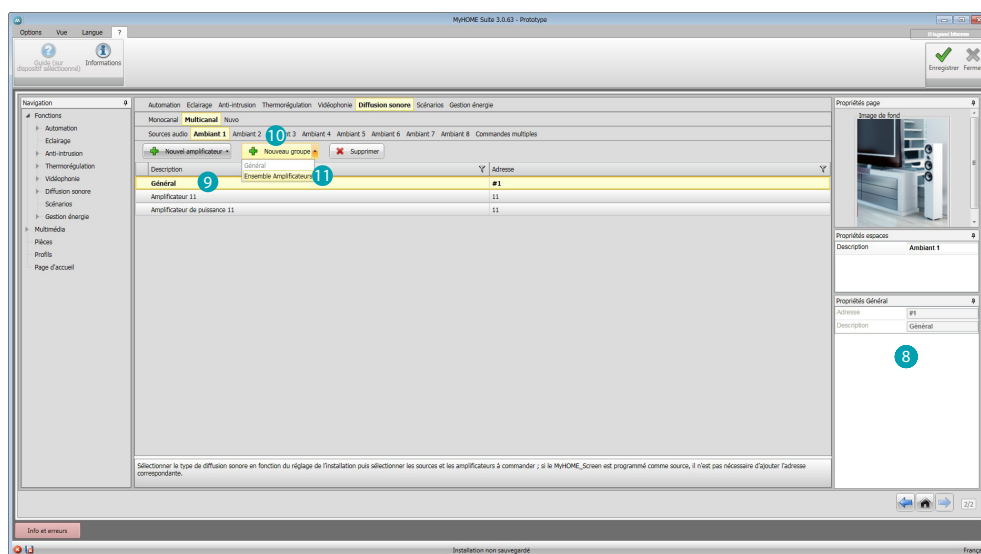 MyHOME Suite 3.0.63 - Prototype
Options Vue Langue ?
Guide (sur dispositif sélectionné)
Informations
Enregistrer Ferme
Navigation
Fonctions
Automation
Eclairage
Anti-intrusion
Thermorégulation
Vidéophonie
Diffusion sonore
Scénarios
Gestion énergie
Multimédia
Pièces
Profils
Page d'accueil
Automation Eclairage Anti-intrusion Thermorégulation Vidéophonie Diffusion sonore Scénarios Gestion énergie
Monocanal Multicanal Nuvo
Sources audio Ambiant 1 Ambiant 2 nt 3 Ambiant 4 Ambiant 5 Ambiant 6 Ambiant 7 Ambiant 8 Commandes multiples
10
Nouvel amplificateur Nouveau groupe Supprimer
Général
Ensemble Amplificateurs
11
Description Adresse
Général #1
9
Amplificateur 11 11
Amplificateur de puissance 11 11
Sélectionner le type de diffusion sonore en fonction du réglage de l'installation puis sélectionner les sources et les amplificateurs à commander ; si le MyHOME_Screen est programmé comme source, il n'est pas nécessaire d'ajouter l'adresse
correspondante.
Propriétés page
Image de fond
Propriétés espaces
Description Ambiant 1
Propriétés Général
Adresse #1
Description Général
8
2/2
Info et erreurs
Installation non sauvegardé
França